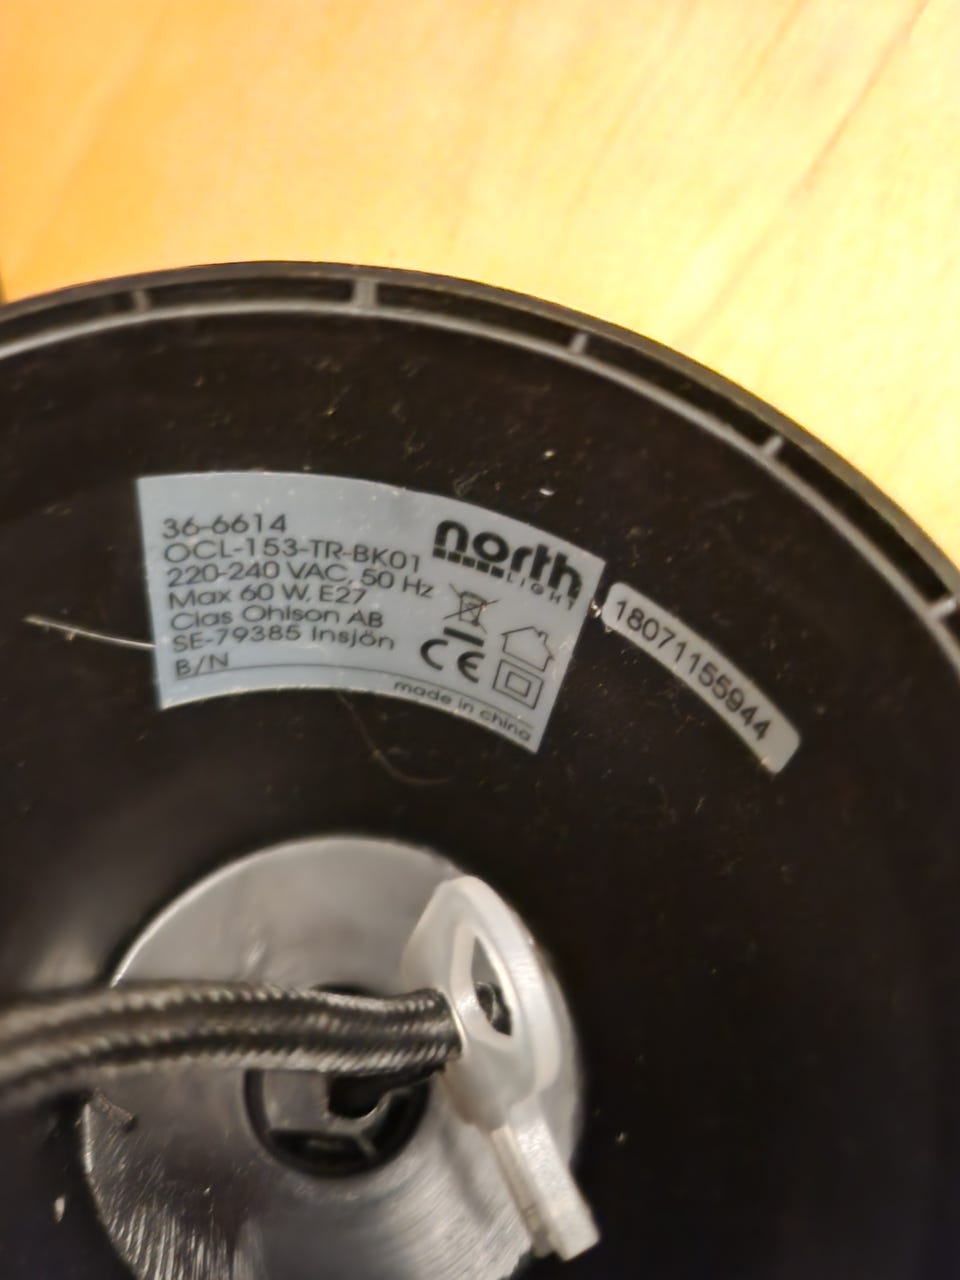 36-6614
OCL-153-TR-BK01
220-240 VAC, 50 Hz
Max 60 W, E27
Clas Ohlson AB
SE-79385 Insjön
B/N
north
LIGHT
CE
made in china
18071155944